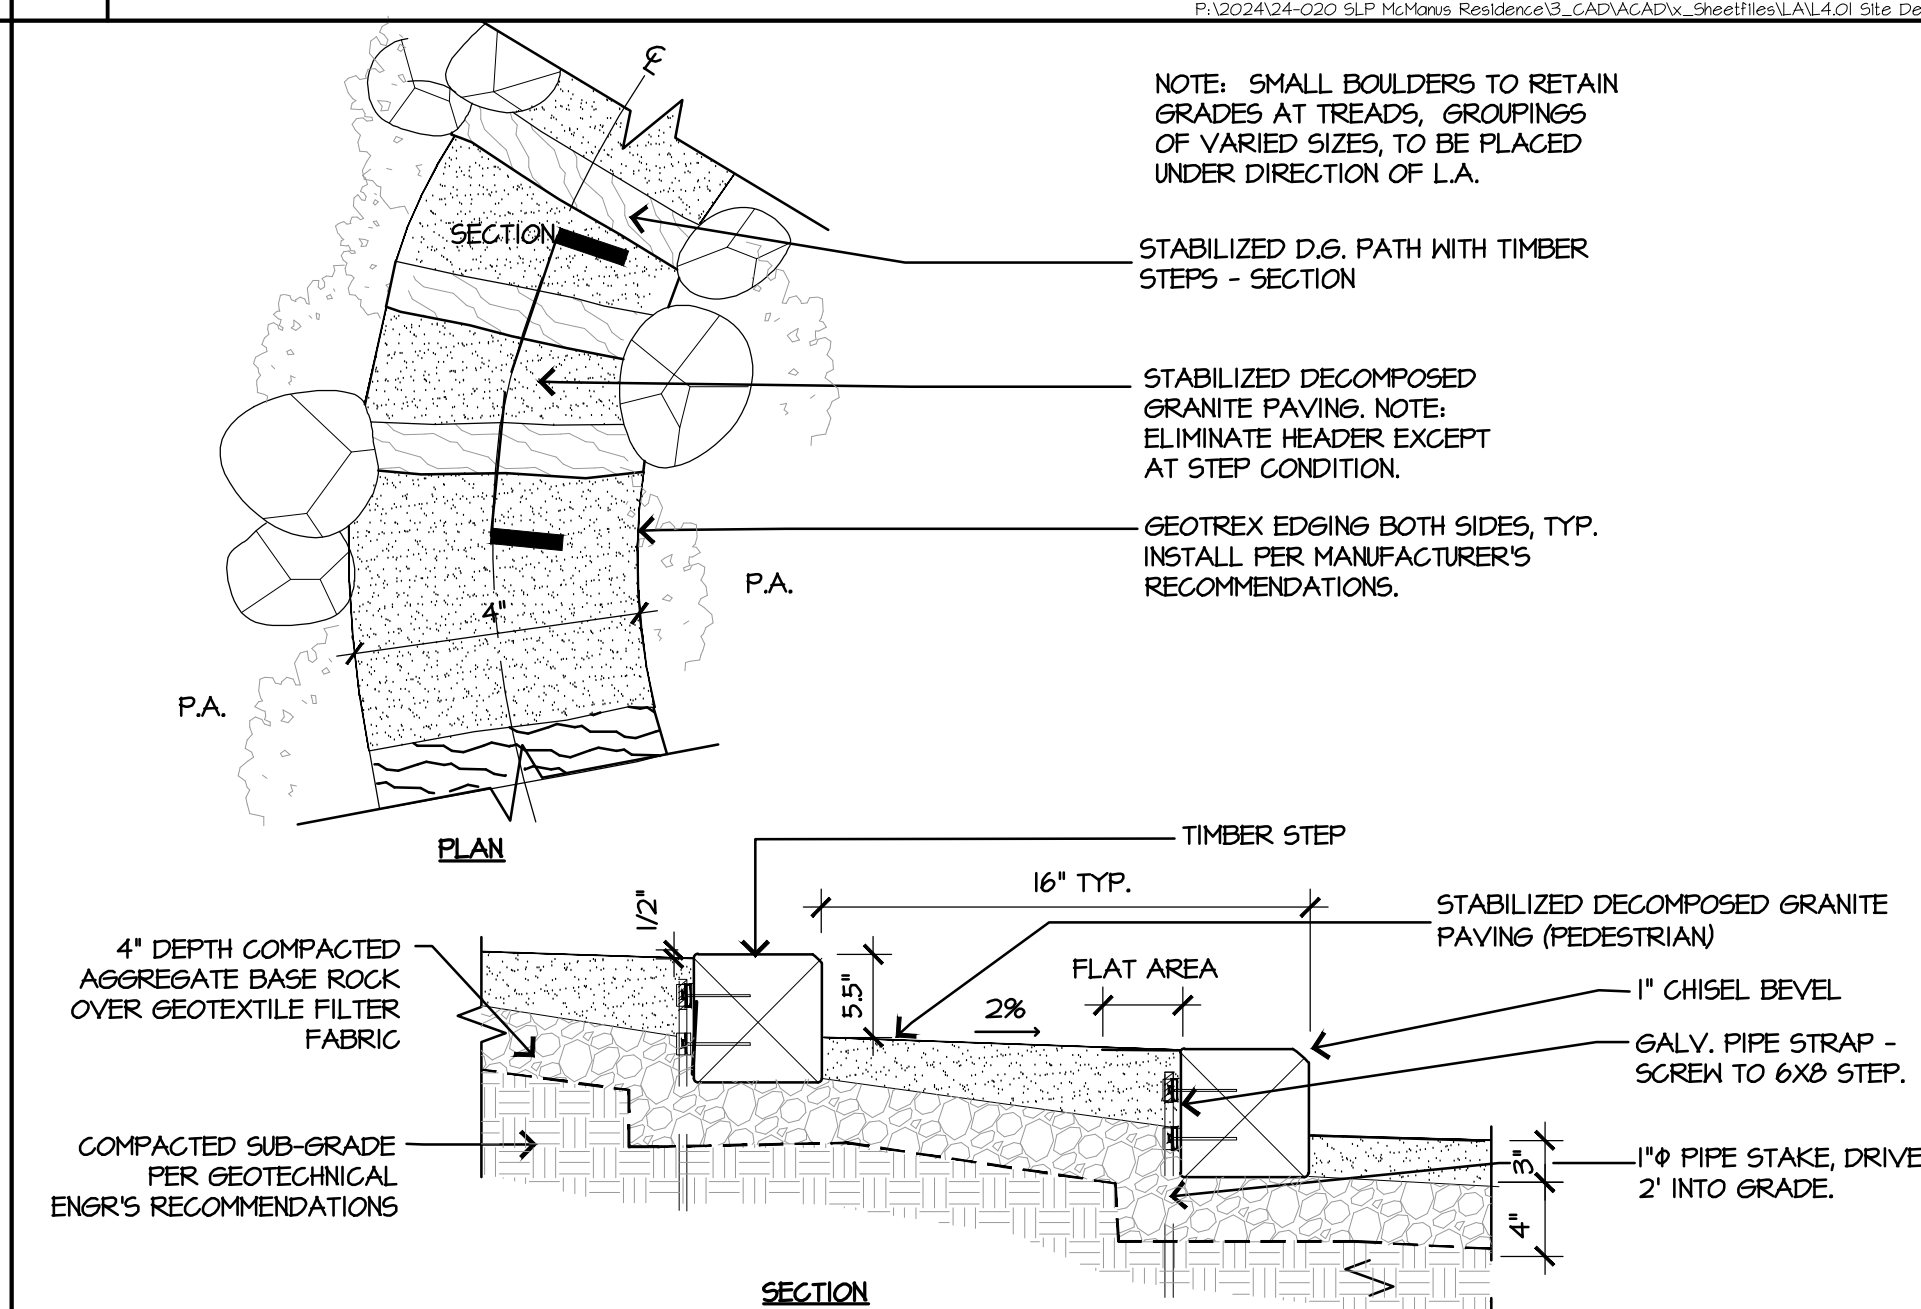 P:\2024\24-020 SLP McManus Residence\3_CAD\ACAD\x_Sheetfiles\LA\L4.01 Site De
℄
NOTE: SMALL BOULDERS TO RETAIN
GRADES AT TREADS, GROUPINGS
OF VARIED SIZES, TO BE PLACED
UNDER DIRECTION OF L.A.
SECTION
STABILIZED D.G. PATH WITH TIMBER
STEPS - SECTION
STABILIZED DECOMPOSED
GRANITE PAVING. NOTE:
ELIMINATE HEADER EXCEPT
AT STEP CONDITION.
GEOTREX EDGING BOTH SIDES, TYP.
INSTALL PER MANUFACTURER'S
RECOMMENDATIONS.
P.A.
4"
P.A.
PLAN
TIMBER STEP
16" TYP.
1/2"
STABILIZED DECOMPOSED GRANITE
PAVING (PEDESTRIAN)
4" DEPTH COMPACTED
AGGREGATE BASE ROCK
OVER GEOTEXTILE FILTER
FABRIC
5.5"
2%
FLAT AREA
1" CHISEL BEVEL
GALV. PIPE STRAP -
SCREW TO 6X8 STEP.
COMPACTED SUB-GRADE
PER GEOTECHNICAL
ENGR'S RECOMMENDATIONS
3"
1"Φ PIPE STAKE, DRIVE
2' INTO GRADE.
4"
SECTION